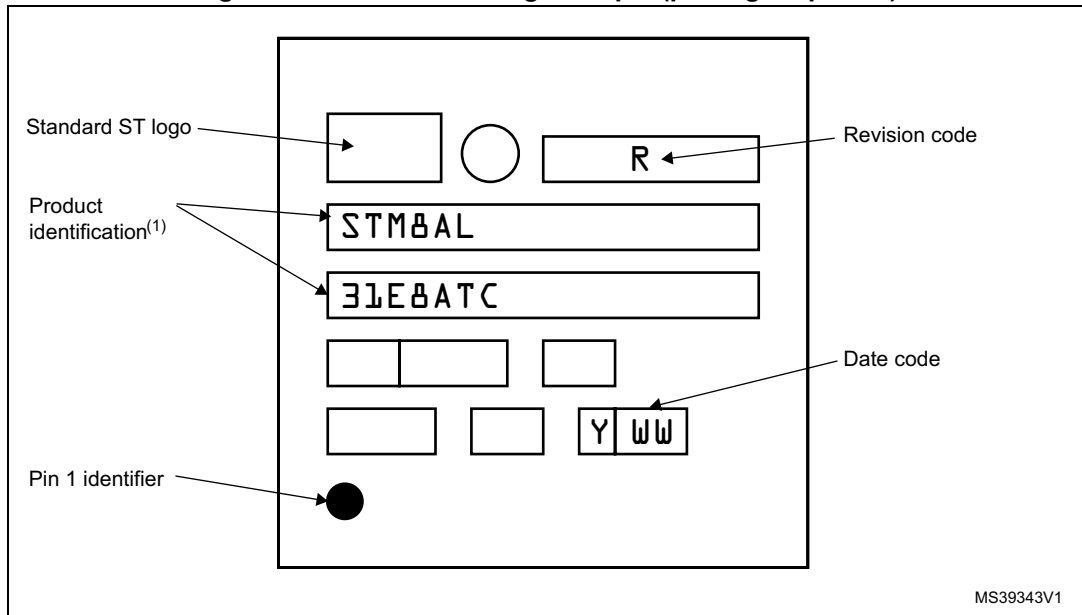 Standard ST logo
R
Revision code
Product
identification(1)
STM8AL
31E8ATC
Date code
Y WW
Pin 1 identifier
MS39343V1